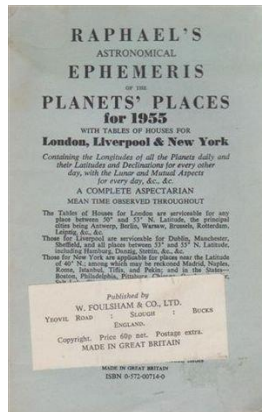 RAPHAEL'S
ASTRONOMICAL
EPHEMERIS
OF THE
PLANETS' PLACES
for 1955
WITH TABLES OF HOUSES FOR
London, Liverpool & New York
Containing the Longitudes of all the Planets daily and
their Latitudes and Declinations for every other
day, with the Lunar and Mutual Aspects
for every day, &c., &c.
A COMPLETE ASPECTARIAN
MEAN TIME OBSERVED THROUGHOUT
The Tables of Houses for London are serviceable for any
place between 50° and 53° N. Latitude, the principal
cities being Antwerp, Berlin, Warsaw, Brussels, Rotterdam,
Leipzig, &c., &c.
Those for Liverpool are serviceable for Dublin, Manchester,
Sheffield, and all places between 53° and 55° N. Latitude,
including Hamburg,
Those for New York are applicable for places near the Latitude
of 40° N.; among which may be reckoned Madrid, Naples,
Rome, Istanbul, Tiflis, and Pekin; and in the States—
Boston, Philadelphia, Pittsburg,
Published by
W. FOULSHAM & CO., LTD.
YEOVIL ROAD : SLOUGH : BUCKS
ENGLAND.
Copyright. Price 60p net. Postage extra.
MADE IN GREAT BRITAIN
MADE IN GREAT BRITAIN
ISBN 0-572-00714-0